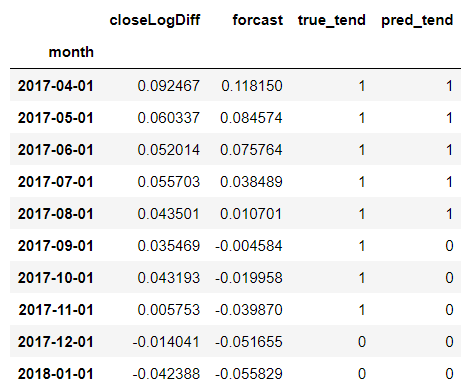 closeLogDiff forcast true_tend pred_tend
month
2017-04-01 0.092467 0.118150 1 1
2017-05-01 0.060337 0.084574 1 1
2017-06-01 0.052014 0.075764 1 1
2017-07-01 0.055703 0.038489 1 1
2017-08-01 0.043501 0.010701 1 1
2017-09-01 0.035469 -0.004584 1 0
2017-10-01 0.043193 -0.019958 1 0
2017-11-01 0.005753 -0.039870 1 0
2017-12-01 -0.014041 -0.051655 0 0
2018-01-01 -0.042388 -0.055829 0 0